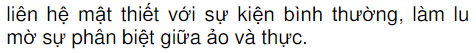 liên hệ mật thiết với sự kiện bình thường, làm lu
mờ sự phân biệt giữa ảo và thực.